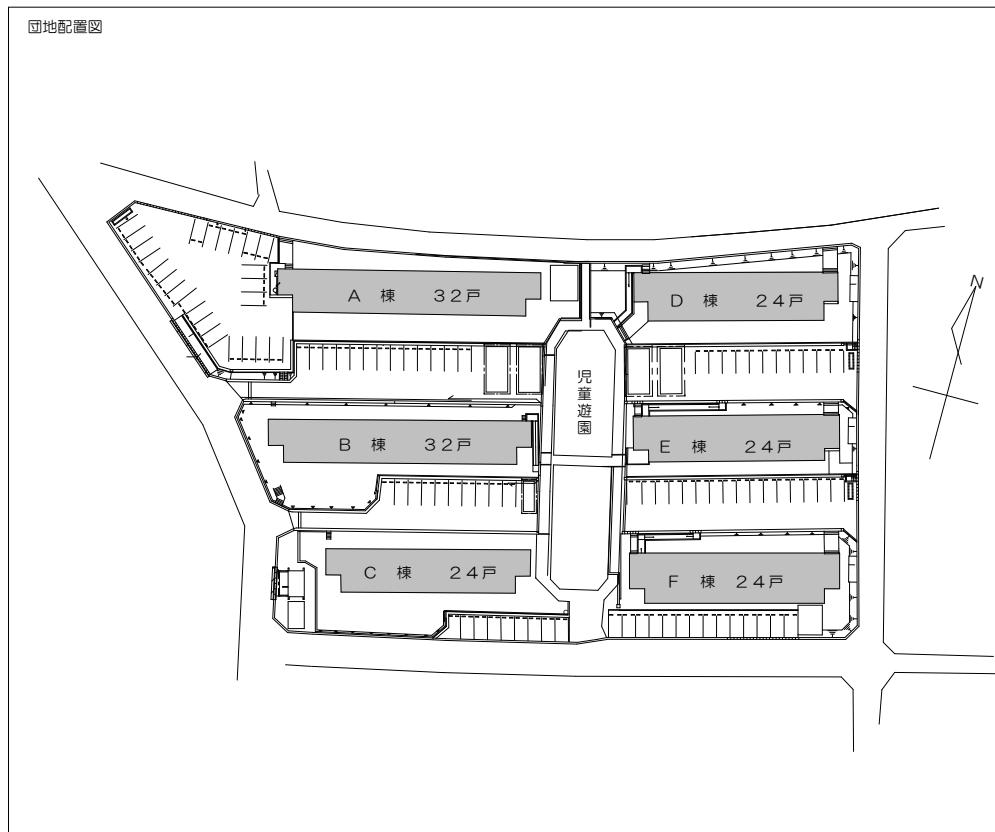 団地配置図
A 棟 32戸
D 棟 24戸
児童遊園
N
B 棟 32戸
E 棟 24戸
C 棟 24戸
F 棟 24戸